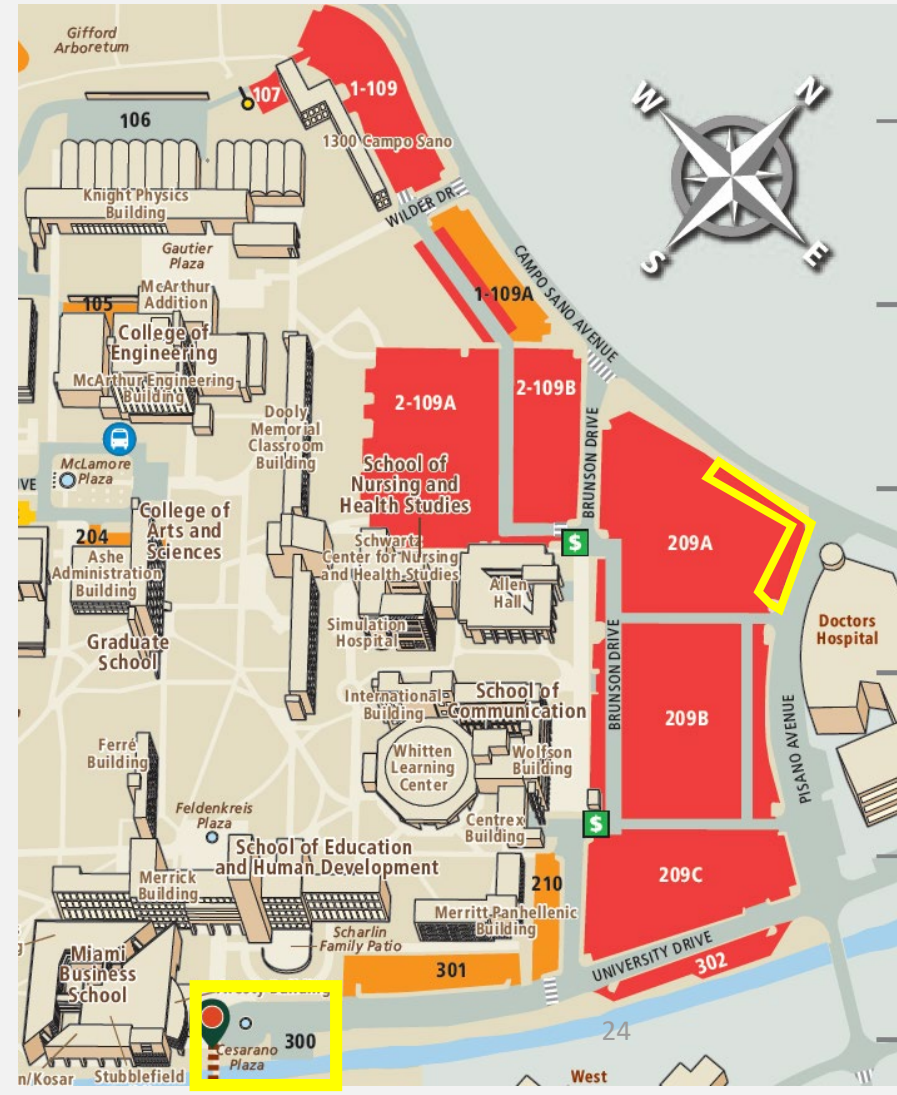 Gifford
Arboretum
107
1-109
106
1300 Campo Sano
W
N
S
E
Knight Physics
Building
WILDER DR.
Gautier
Plaza
CAMPO SANO AVENUE
McArthur
Addition
1-109A
105
College of
Engineering
McArthur Engineering
Building
2-109A
2-109B
Dooly
Memorial
Classroom
Building
BRUNSON DRIVE
McLamore
Plaza
VE
School of
Nursing and
Health Studies
College of
Arts and
Sciences
204
Ashe
Administration
Building
Schwartz
Center for Nursing
and Health Studies
$
209A
Allen
Hall
Simulation
Hospital
Doctors
Hospital
Graduate
School
BRUNSON DRIVE
International
Building
School of
Communication
209B
PISANO AVENUE
Ferré
Building
Whitten
Learning
Center
Wolfson
Building
Feldenkreis
Plaza
Centrex
Building
$
School of Education
and Human Development
Merrick
Building
210
209C
Merritt Panhellenic
Building
Scharlin
Family Patio
Miami
Business
School
301
UNIVERSITY DRIVE
302
Building
300
24
Cesarano
Plaza
n/Kosar
Stubblefield
West